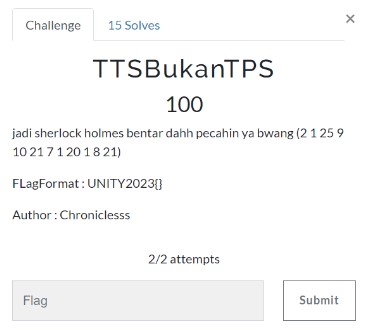 Challenge
15 Solves
×
TTSBukanTPS
100
jadi sherlock holmes bentar dahh pecahin ya bwang (2 1 25 9
10 21 7 1 20 1 8 21)
FLagFormat : UNITY2023{}
Author : Chroniclesss
2/2 attempts
Flag
Submit